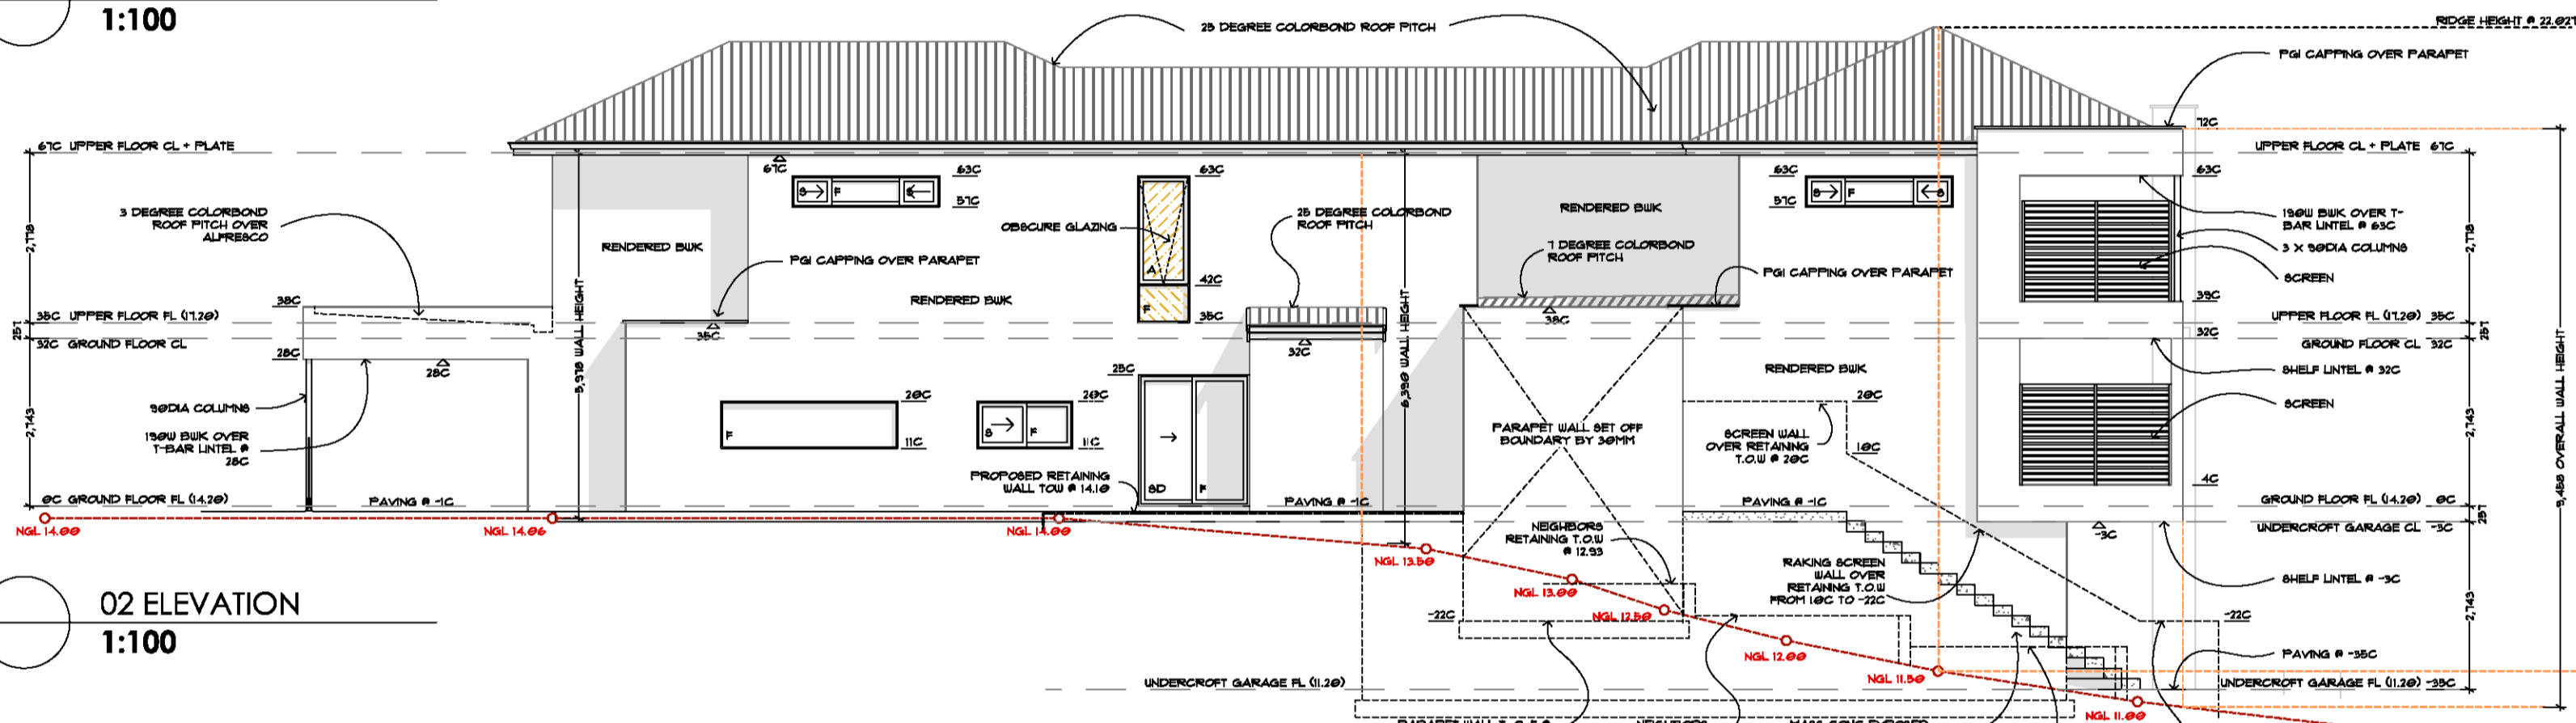 1:100
25 DEGREE COLORBOND ROOF PITCH
RIDGE HEIGHT @ 22.027
PGI CAPPING OVER PARAPET
72C
67C UPPER FLOOR CL + PLATE
UPPER FLOOR CL + PLATE 67C
67C
63C
57C
63C
63C
57C
63C
OBSCURE GLAZING
A
F
42C
35C
S
F
S
S
F
S
3 DEGREE COLORBOND
ROOF PITCH OVER
ALFRESCO
RENDERED BWK
PGI CAPPING OVER PARAPET
RENDERED BWK
25 DEGREE COLORBOND
ROOF PITCH
RENDERED BWK
7 DEGREE COLORBOND
ROOF PITCH
PGI CAPPING OVER PARAPET
190W BWK OVER T-
BAR LINTEL @ 63C
3 X 90DIA COLUMNS
SCREEN
39C
2,778
2,778
38C
35C UPPER FLOOR FL (17.20)
257
32C GROUND FLOOR CL
28C
28C
35C
32C
38C
UPPER FLOOR FL (17.20) 35C
257
32C
GROUND FLOOR CL 32C
SHELF LINTEL @ 32C
5,978 WALL HEIGHT
6,390 WALL HEIGHT
9,458 OVERALL WALL HEIGHT
RENDERED BWK
SCREEN
90DIA COLUMNS
190W BWK OVER
T-BAR LINTEL @
28C
2,743
2,743
F
20C
11C
S
F
20C
11C
25C
SD
F
PARAPET WALL SET OFF
BOUNDARY BY 30MM
SCREEN WALL
OVER RETAINING
T.O.W @ 20C
20C
10C
4C
PROPOSED RETAINING
WALL TOW @ 14.10
0C GROUND FLOOR FL (14.20)
PAVING @ -1C
PAVING @ -1C
PAVING @ -1C
GROUND FLOOR FL (14.20) 0C
257
NGL 14.00
NGL 14.06
NGL 14.00
NGL 13.50
NGL 13.00
NGL 12.50
NGL 12.00
NGL 11.50
NGL 11.00
NEIGHBORS
RETAINING T.O.W
@ 12.93
UNDERCROFT GARAGE CL -3C
-3C
SHELF LINTEL @ -3C
RAKING SCREEN
WALL OVER
RETAINING T.O.W
FROM 10C TO -22C
2,743
-22C
-22C
PAVING @ -35C
UNDERCROFT GARAGE FL (11.20)
UNDERCROFT GARAGE FL (11.20) -35C
02 ELEVATION
1:100